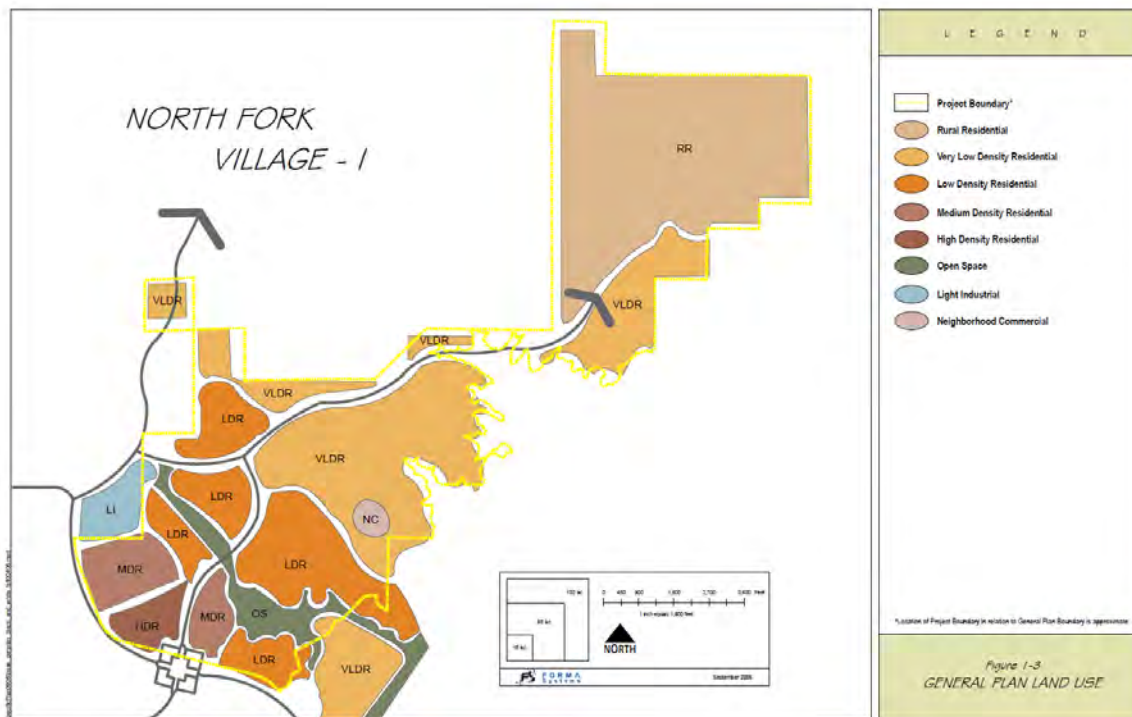 NORTH FORK
VILLAGE - I
RR
VLDR
VLDR
VLDR
VLDR
LDR
VLDR
LI
LDR
NC
LDR
LDR
MDR
HDR
MDR
OS
LDR
VLDR
NORTH
FORMA
Systems
September
L E G E N D
Project Boundary*
Rural Residential
Very Low Density Residential
Low Density Residential
Medium Density Residential
High Density Residential
Open Space
Light Industrial
Neighborhood Commercial
*Location of Project Boundary in relation to General Plan Boundary is approximate
Figure 1-3
GENERAL PLAN LAND USE